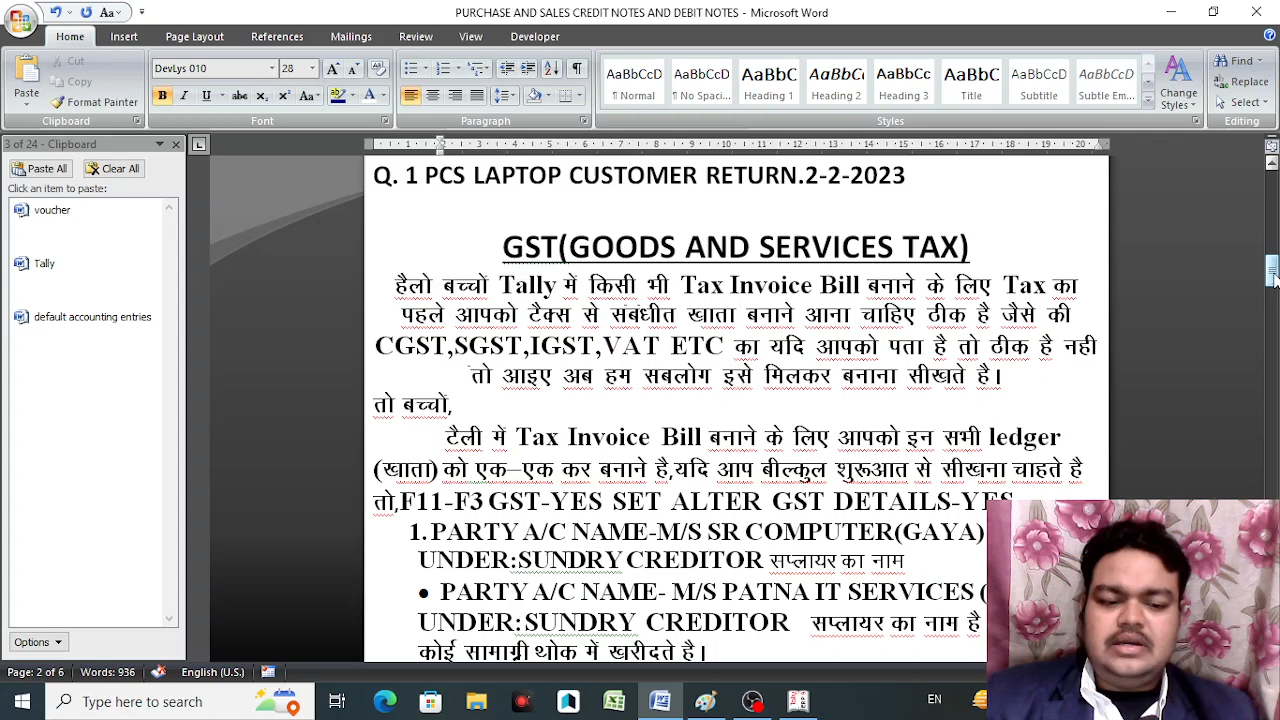 PURCHASE AND SALES CREDIT NOTES AND DEBIT NOTES - Microsoft Word
Home Insert Page Layout References Mailings Review View Developer
Cut
Copy
Format Painter
Paste
Clipboard
DevLys 010 28
Font
Paragraph
AaBbCcD AaBbCcD AaBbC AaBbCc AaBbCc AaBbC AaBbCcD AaBbCcD
¶ Normal ¶ No Spaci... Heading 1 Heading 2 Heading 3 Title Subtitle Subtle Em...
Change Styles
Styles
Find
Replace
Select
Editing
3 of 24 - Clipboard
Paste All Clear All
Click an item to paste:
voucher
Tally
default accounting entries
Options
Q. 1 PCS LAPTOP CUSTOMER RETURN.2-2-2023
GST(GOODS AND SERVICES TAX)
हैलो बच्चों Tally में किसी भी Tax Invoice Bill बनाने के लिए Tax का
पहले आपको टैक्स से संबंधीत खाता बनाने आना चाहिए ठीक है जैसे की
CGST,SGST,IGST,VAT ETC का यदि आपको पता है तो ठीक है नही
तो आइए अब हम सबलोग इसे मिलकर बनाना सीखते है।
तो बच्चों,
टैली में Tax Invoice Bill बनाने के लिए आपको इन सभी ledger
(खाता) को एक–एक कर बनाने है,यदि आप बील्कुल शुरूआत से सीखना चाहते है
तो,F11-F3 GST-YES SET ALTER GST DETAILS-YES
1. PARTY A/C NAME-M/S SR COMPUTER(GAYA)
UNDER:SUNDRY CREDITOR सप्लायर का नाम
• PARTY A/C NAME- M/S PATNA IT SERVICES (
UNDER:SUNDRY CREDITOR सप्लायर का नाम है
कोई सामाग्री थोक में खरीदते है।
Page: 2 of 6 Words: 936 English (U.S.)
Type here to search
EN